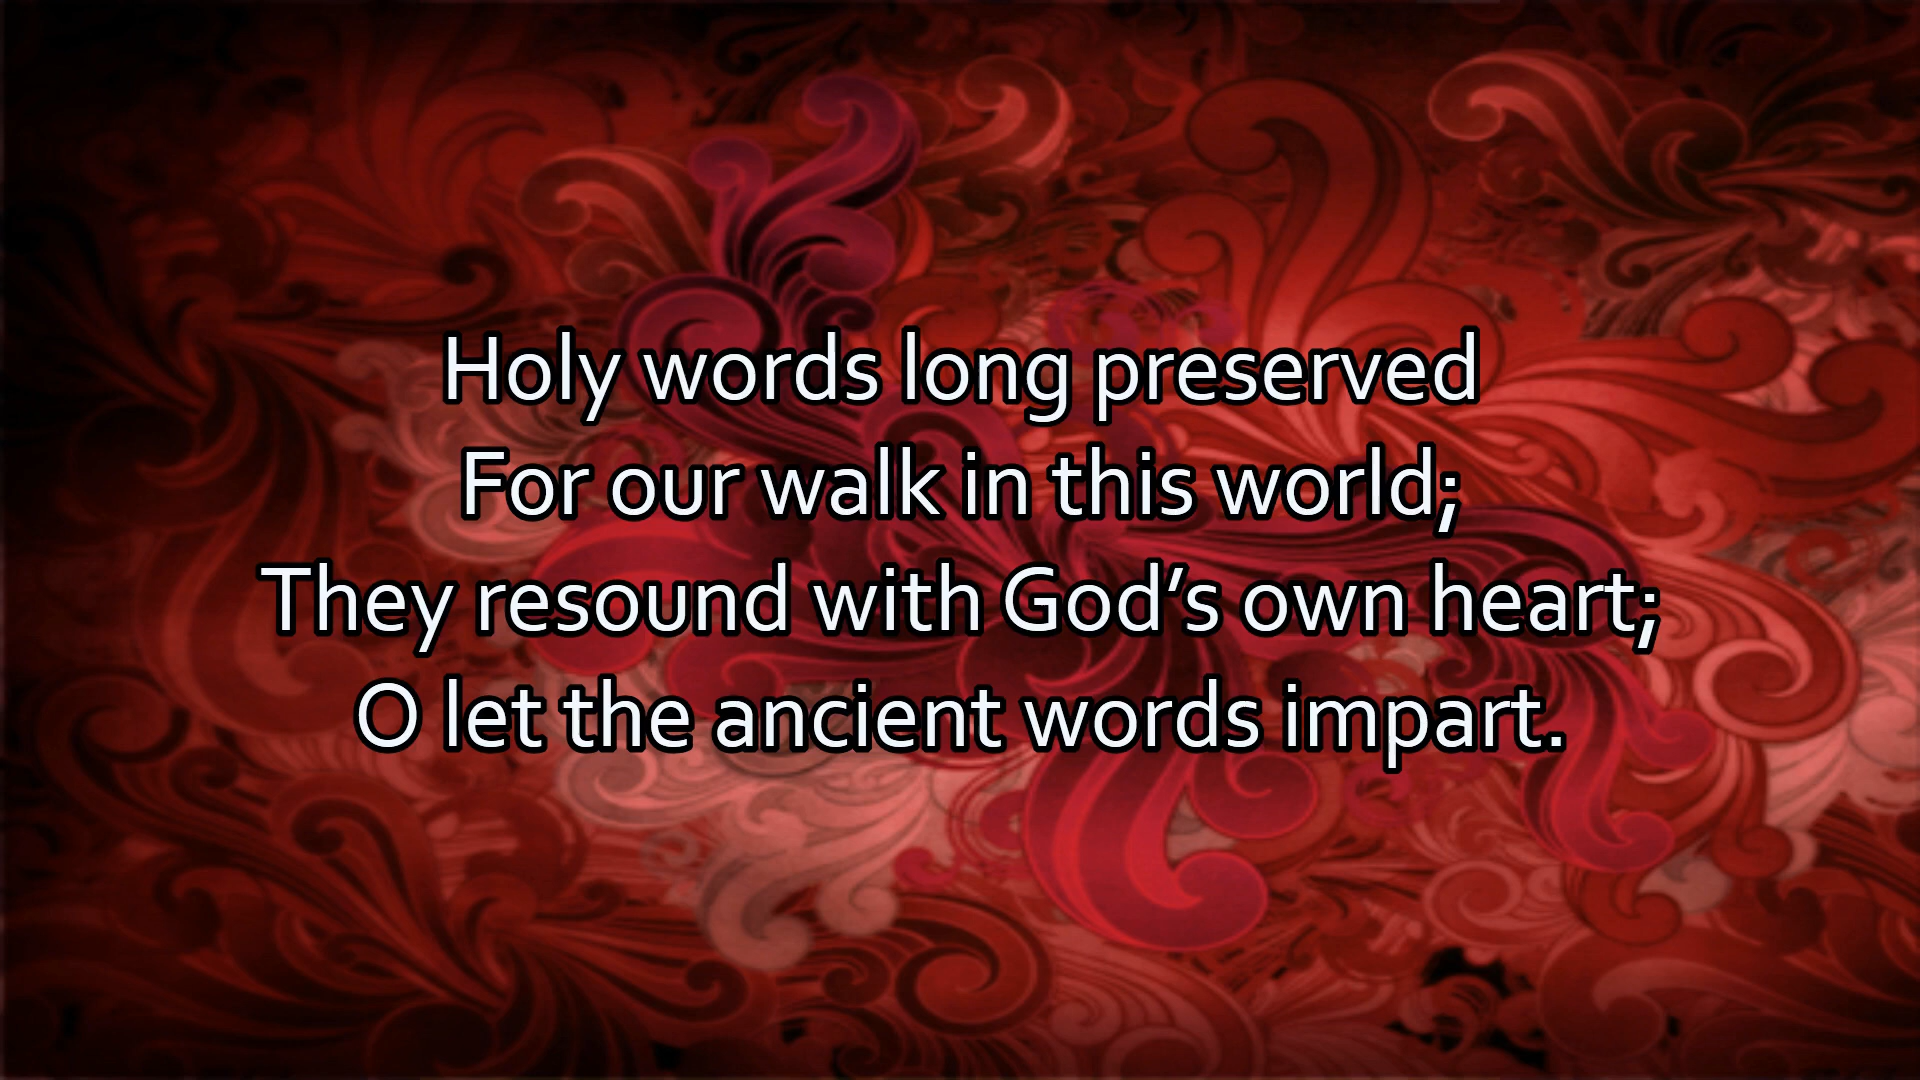 Holy words long preserved
For our walk in this world;
They resound with God’s own heart;
O let the ancient words impart.